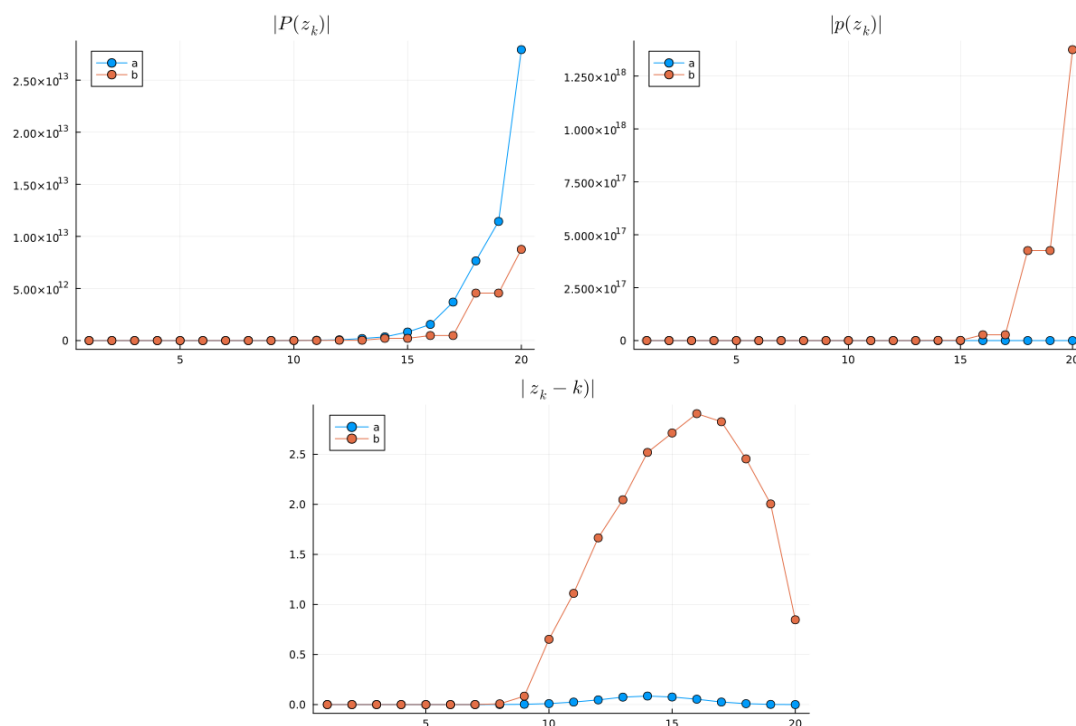 |P(z_k)|
a
b
2.50×10^13
2.00×10^13
1.50×10^13
1.00×10^13
5.00×10^12
0
5 10 15 20
|p(z_k)|
a
b
1.250×10^18
1.000×10^18
7.500×10^17
5.000×10^17
2.500×10^17
0
5 10 15 20
| z_k − k)|
a
b
2.5
2.0
1.5
1.0
0.5
0.0
5 10 15 20